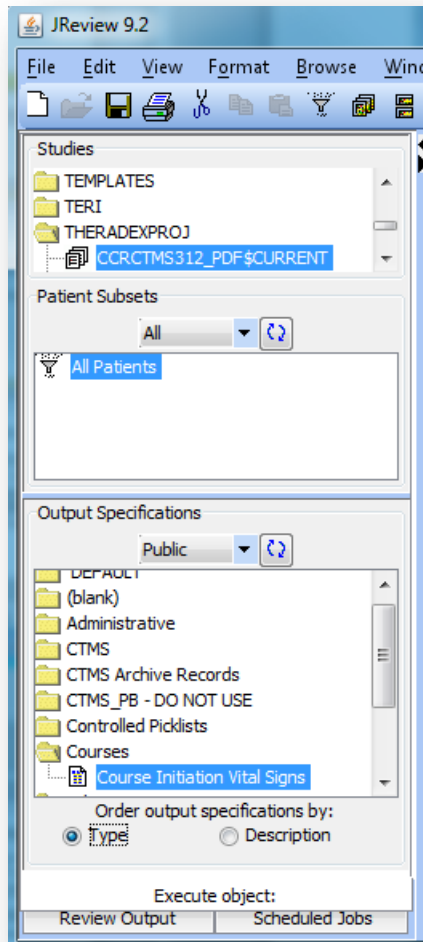 JReview 9.2
File Edit View Format Browse
Studies
TEMPLATES
TERI
THERADEXPROJ
CCRCTMS312_PDF$CURRENT
Patient Subsets
All
All Patients
Output Specifications
Public
DEFAULT
(blank)
Administrative
CTMS
CTMS Archive Records
CTMS_PB - DO NOT USE
Controlled Picklists
Courses
Course Initiation Vital Signs
Order output specifications by:
Type Description
Execute object:
Review Output Scheduled Jobs